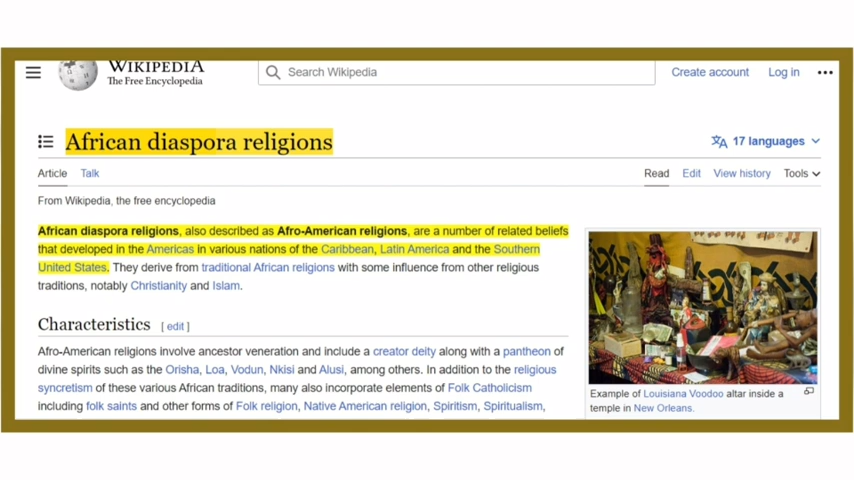 WIKIPEDIA
The Free Encyclopedia
Search Wikipedia
Create account Log in
African diaspora religions
17 languages
Article Talk
Read Edit View history Tools
From Wikipedia, the free encyclopedia
African diaspora religions, also described as Afro-American religions, are a number of related beliefs
that developed in the Americas in various nations of the Caribbean, Latin America and the Southern
United States. They derive from traditional African religions with some influence from other religious
traditions, notably Christianity and Islam.
Characteristics [ edit ]
Afro-American religions involve ancestor veneration and include a creator deity along with a pantheon of
divine spirits such as the Orisha, Loa, Vodun, Nkisi and Alusi, among others. In addition to the religious
syncretism of these various African traditions, many also incorporate elements of Folk Catholicism
including folk saints and other forms of Folk religion, Native American religion, Spiritism, Spiritualism,
Example of Louisiana Voodoo altar inside a
temple in New Orleans.